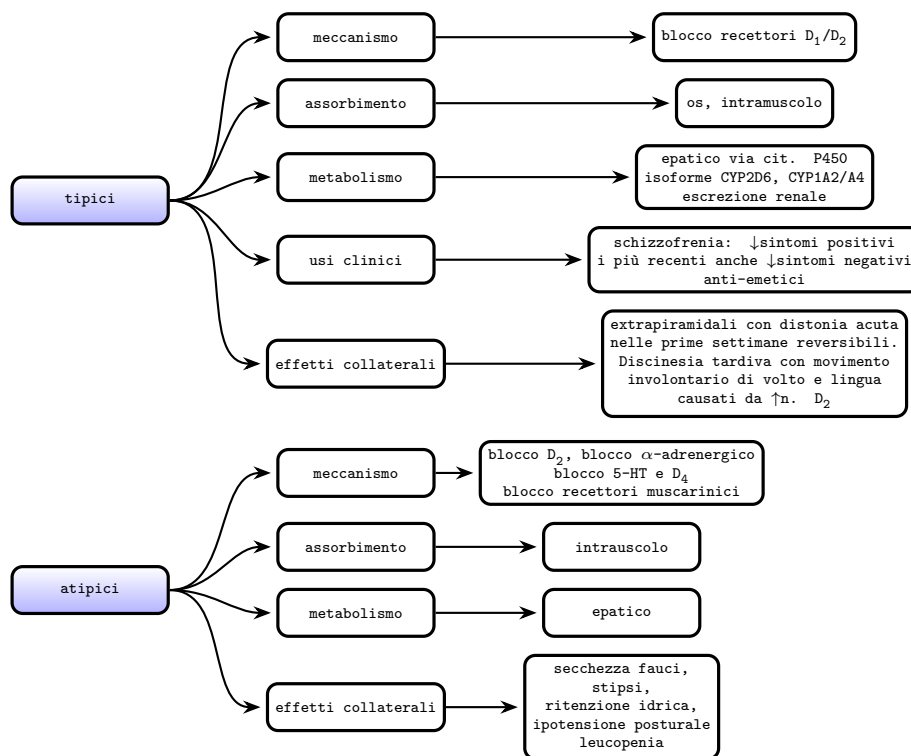 tipici
meccanismo
blocco recettori D₁/D₂
assorbimento
os, intramuscolo
metabolismo
epatico via cit. P450
isoforme CYP2D6, CYP1A2/A4
escrezione renale
usi clinici
schizzofrenia: ↓sintomi positivi
i più recenti anche ↓sintomi negativi
anti-emetici
effetti collaterali
extrapiramidali con distonia acuta
nelle prime settimane reversibili.
Discinesia tardiva con movimento
involontario di volto e lingua
causati da ↑n. D₂
atipici
meccanismo
blocco D₂, blocco α-adrenergico
blocco 5-HT e D₄
blocco recettori muscarinici
assorbimento
intrauscolo
metabolismo
epatico
effetti collaterali
secchezza fauci,
stipsi,
ritenzione idrica,
ipotensione posturale
leucopenia